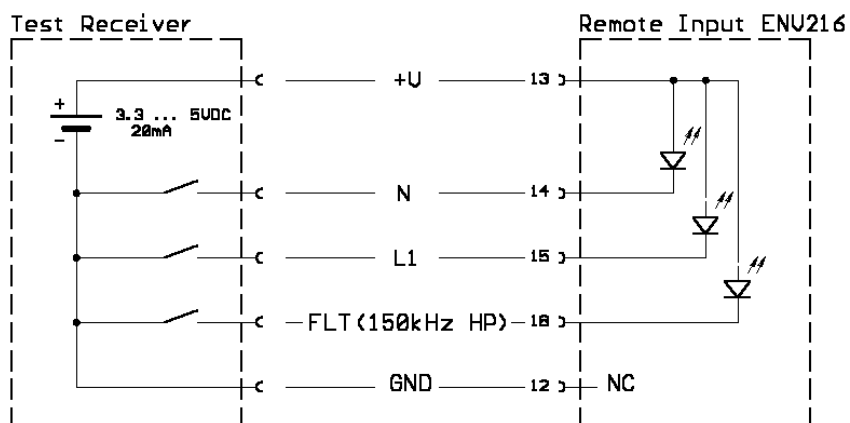 Test Receiver
Remote Input ENV216
+V
13
+
3.3 ... 5VDC
20mA
-
N
14
L1
15
FLT(150kHz HP)
16
GND
12
NC